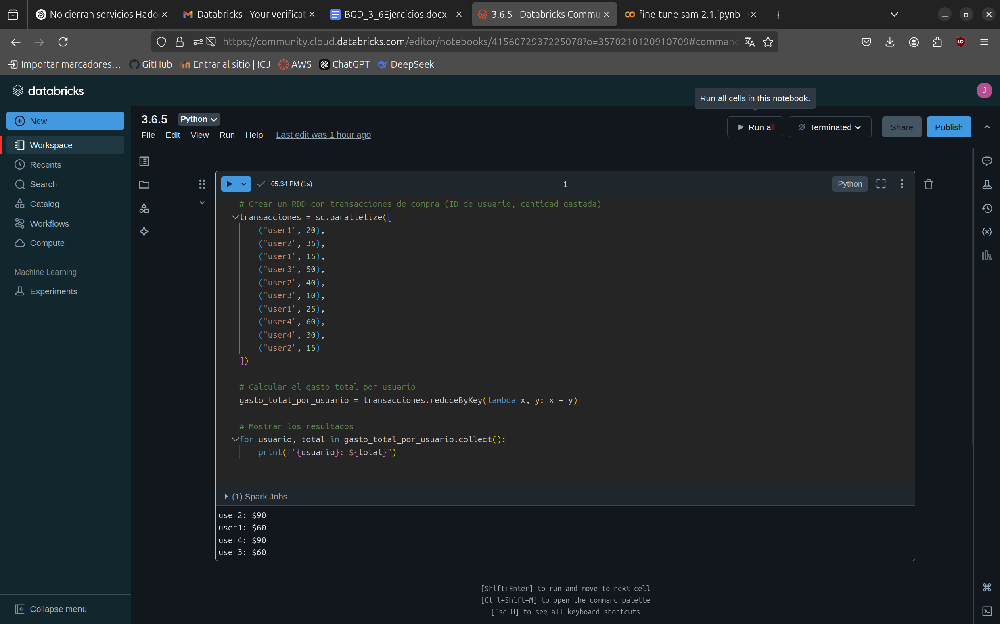 No cierran servicios Hado
Databricks - Your verificat
BGD_3_6Ejercicios.docx -
3.6.5 - Databricks Commu
fine-tune-sam-2.1.ipynb -
https://community.cloud.databricks.com/editor/notebooks/4156072937225078?o=3570210120910709#command
Importar marcadores…
GitHub
Entrar al sitio | ICJ
AWS
ChatGPT
DeepSeek
databricks
Run all cells in this notebook.
J
New
3.6.5
Python
File
Edit
View
Run
Help
Last edit was 1 hour ago
Run all
Terminated
Share
Publish
Workspace
Recents
Search
Catalog
Workflows
Compute
Machine Learning
Experiments
Collapse menu
05:34 PM (1s)
1
Python
# Crear un RDD con transacciones de compra (ID de usuario, cantidad gastada)
transacciones = sc.parallelize([
("user1", 20),
("user2", 35),
("user1", 15),
("user3", 50),
("user2", 40),
("user3", 10),
("user1", 25),
("user4", 60),
("user4", 30),
("user2", 15)
])
# Calcular el gasto total por usuario
gasto_total_por_usuario = transacciones.reduceByKey(lambda x, y: x + y)
# Mostrar los resultados
for usuario, total in gasto_total_por_usuario.collect():
print(f"{usuario}: ${total}")
(1) Spark Jobs
user2: $90
user1: $60
user4: $90
user3: $60
[Shift+Enter] to run and move to next cell
[Ctrl+Shift+M] to open the command palette
[Esc H] to see all keyboard shortcuts